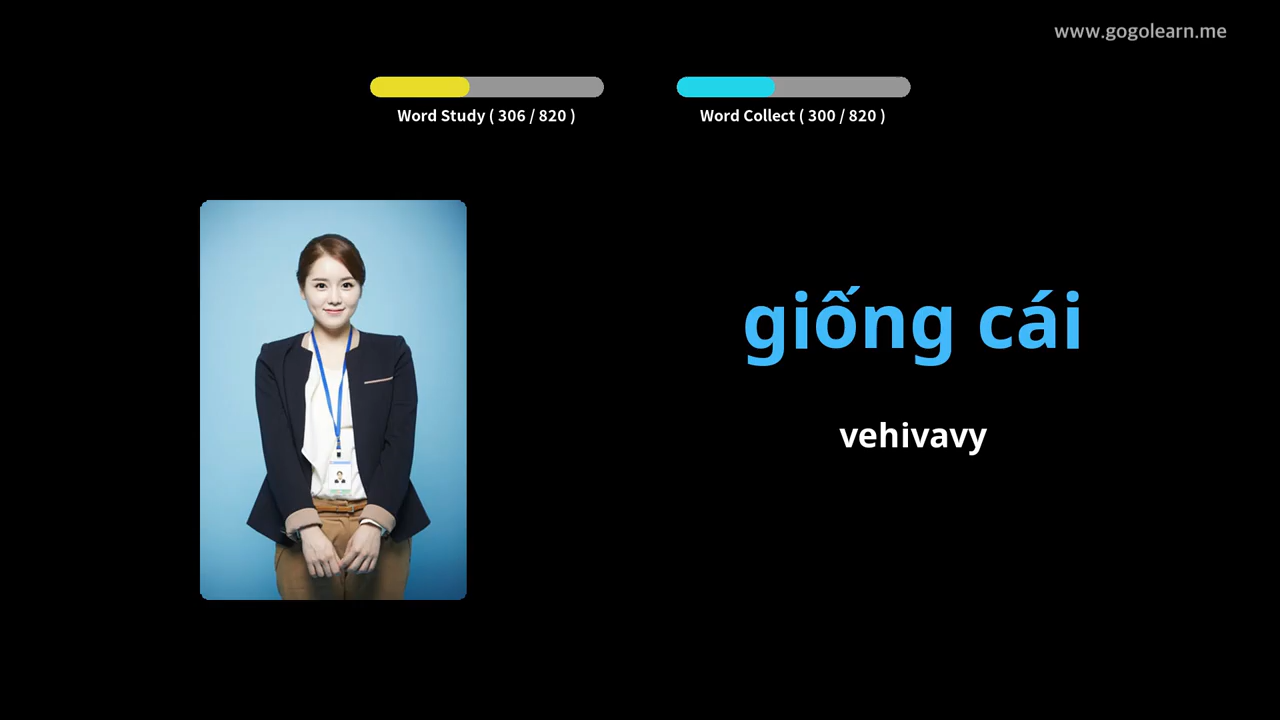 www.gogolearn.me
Word Study ( 306 / 820 )
Word Collect ( 300 / 820 )
giống cái
vehivavy